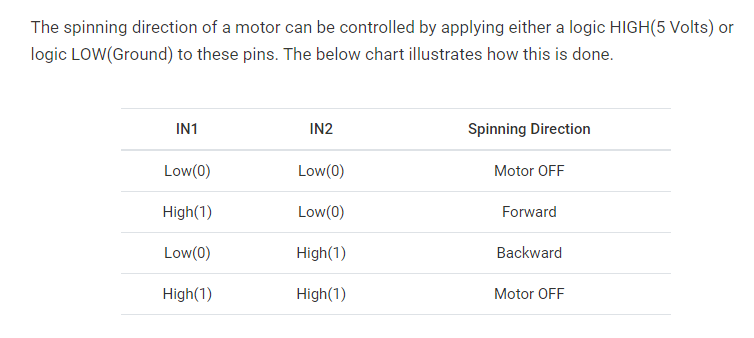 The spinning direction of a motor can be controlled by applying either a logic HIGH(5 Volts) or
logic LOW(Ground) to these pins. The below chart illustrates how this is done.
IN1 IN2 Spinning Direction
Low(0) Low(0) Motor OFF
High(1) Low(0) Forward
Low(0) High(1) Backward
High(1) High(1) Motor OFF